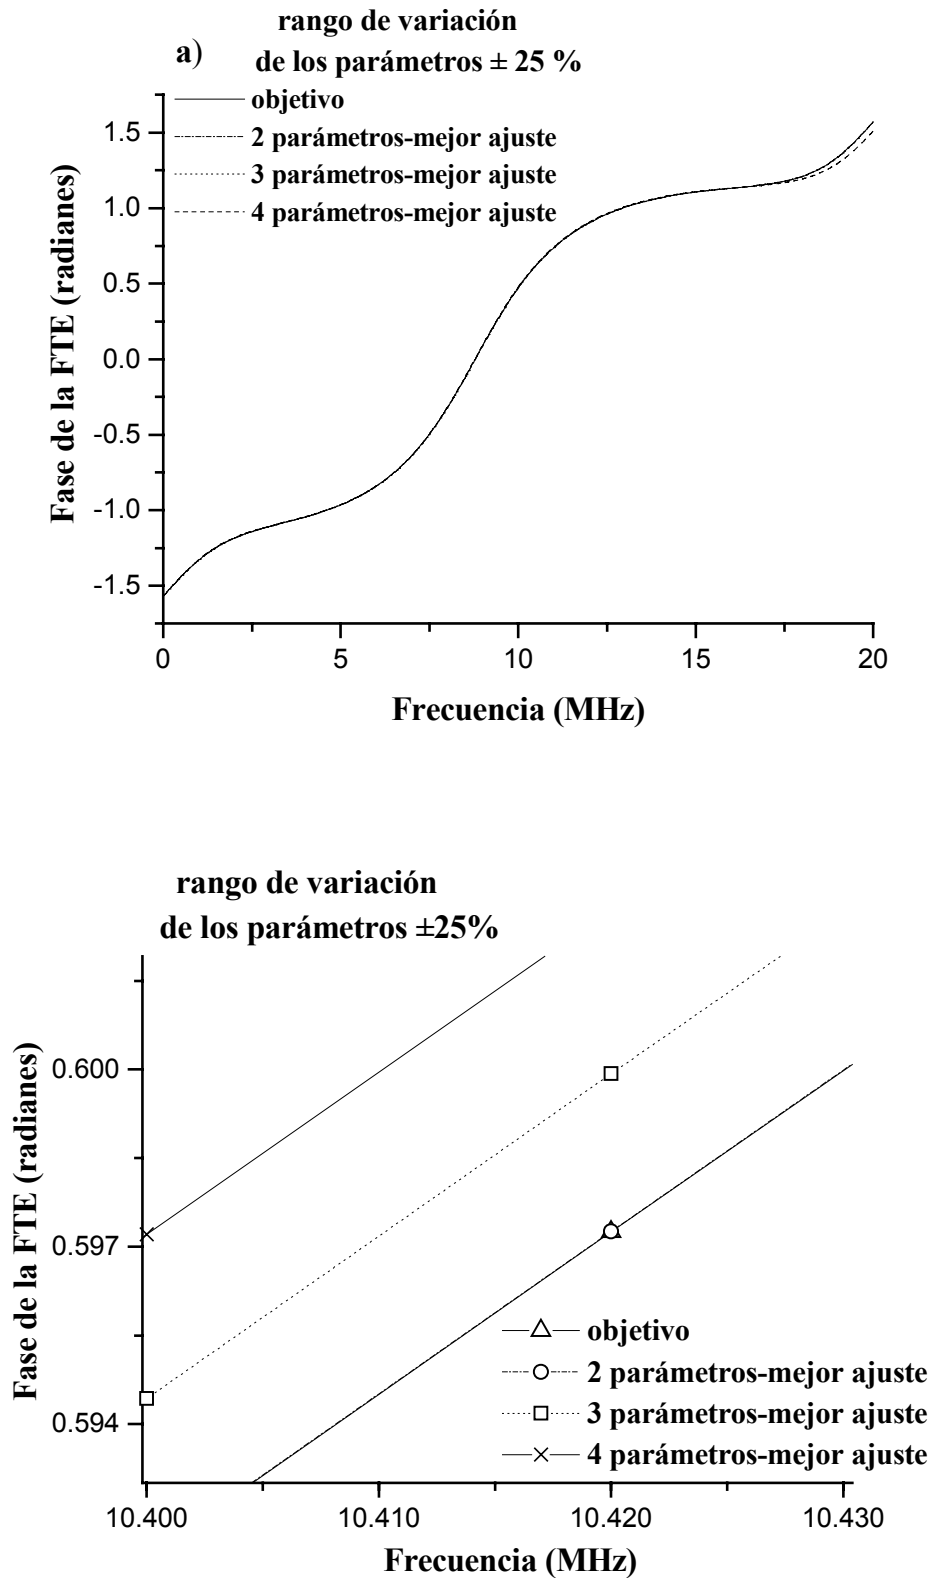 rango de variación
a)
de los parámetros ± 25 %
objetivo
2 parámetros-mejor ajuste
3 parámetros-mejor ajuste
4 parámetros-mejor ajuste
1.5
1.0
0.5
0.0
-0.5
-1.0
-1.5
Fase de la FTE (radianes)
0 5 10 15 20
Frecuencia (MHz)
rango de variación
de los parámetros ±25%
0.600
0.597
0.594
Fase de la FTE (radianes)
objetivo
2 parámetros-mejor ajuste
3 parámetros-mejor ajuste
4 parámetros-mejor ajuste
10.400 10.410 10.420 10.430
Frecuencia (MHz)